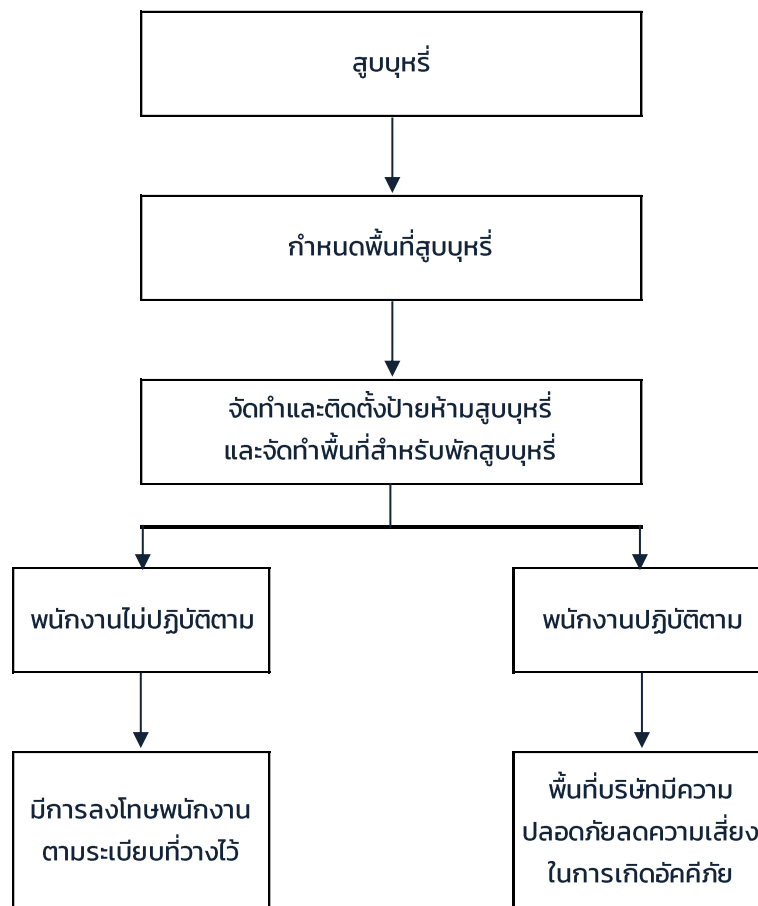 สูบบุหรี่
กำหนดพื้นที่สูบบุหรี่
จัดทำและติดตั้งป้ายห้ามสูบบุหรี่
และจัดทำพื้นที่สำหรับพักสูบบุหรี่
พนักงานไม่ปฏิบัติตาม
พนักงานปฏิบัติตาม
มีการลงโทษพนักงาน
ตามระเบียบที่วางไว้
พื้นที่บริษัทมีความ
ปลอดภัยลดความเสี่ยง
ในการเกิดอัคคีภัย